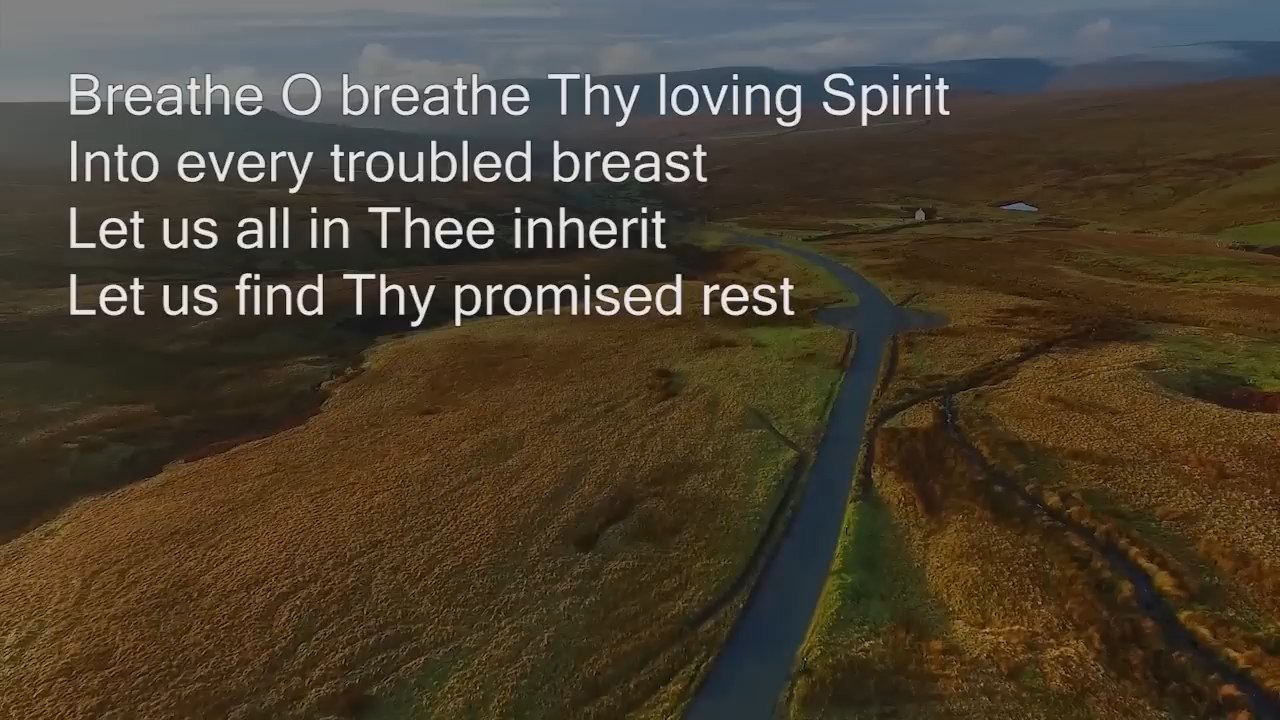 Breathe O breathe Thy loving Spirit
Into every troubled breast
Let us all in Thee inherit
Let us find Thy promised rest